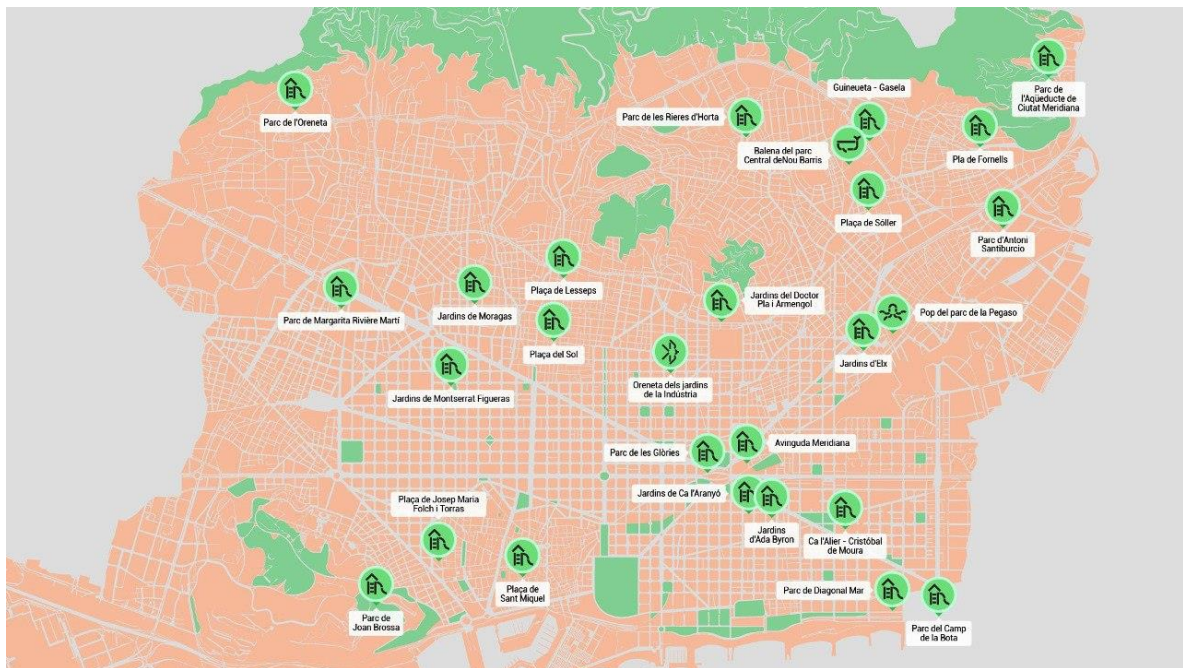 Parc de
l'Aqüeducte de
Ciutat Meridiana
Guineueta - Gasela
Parc de l'Oreneta
Parc de les Rieres d'Horta
Balena del parc
Central deNou Barris
Pla de Fornells
Plaça de Sóller
Parc d'Antoni
Santiburcio
Plaça de Lesseps
Jardins del Doctor
Pla i Armengol
Parc de Margarita Rivière Martí
Jardins de Moragas
Pop del parc de la Pegaso
Plaça del Sol
Jardins d'Elx
Oreneta dels jardins
de la Indústria
Jardins de Montserrat Figueras
Parc de les Glòries
Avinguda Meridiana
Jardins de Ca l'Aranyó
Plaça de Josep Maria
Folch i Torras
Jardins
d'Ada Byron
Ca l'Alier - Cristóbal
de Moura
Plaça de
Sant Miquel
Parc de Diagonal Mar
Parc de
Joan Brossa
Parc del Camp
de la Bota